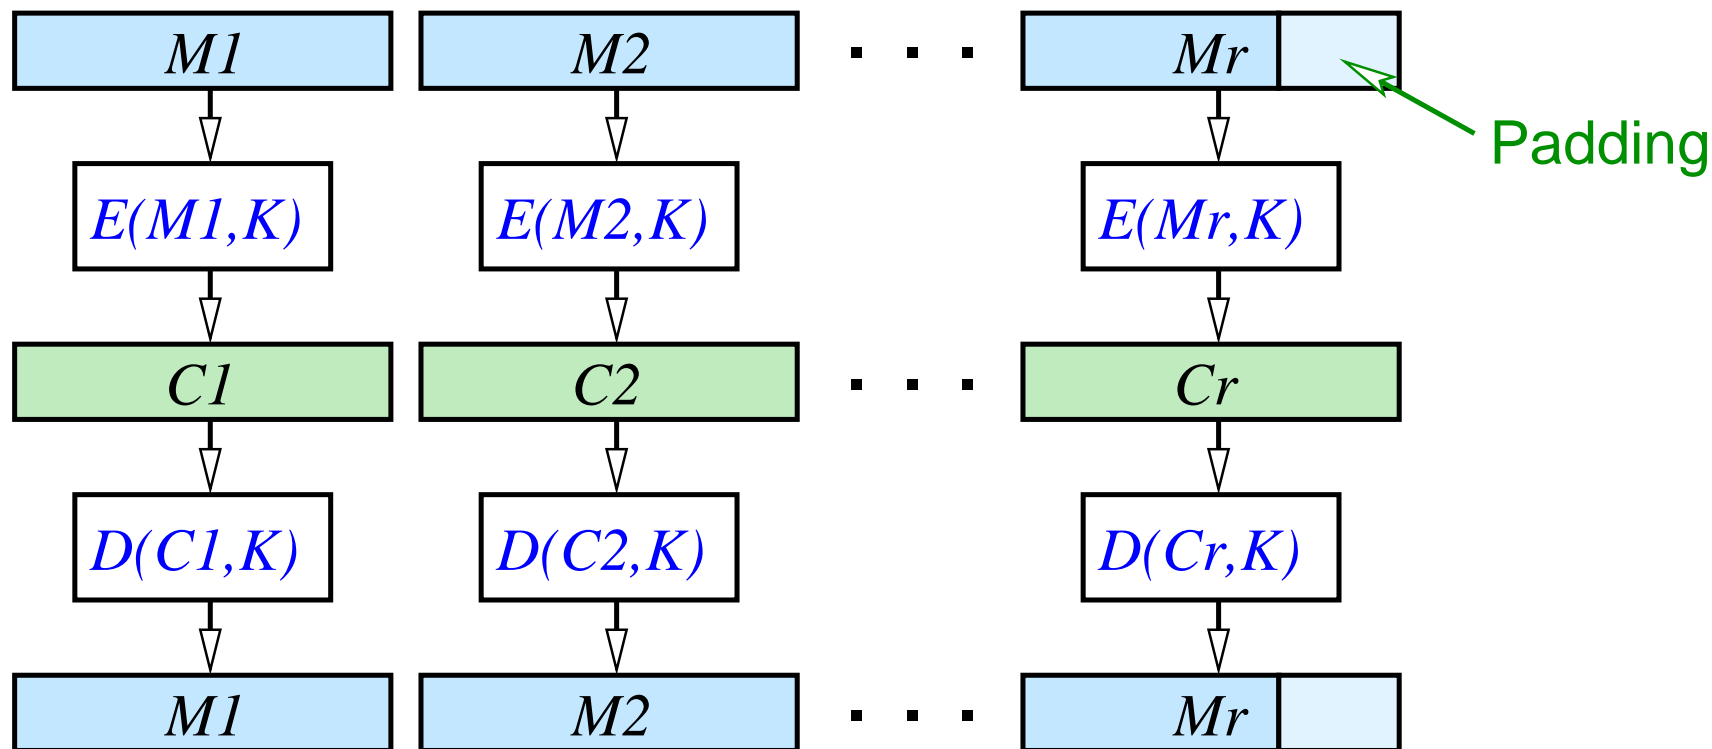 M1 M2 . . . Mr
Padding
E(M1,K) E(M2,K) E(Mr,K)
C1 C2 . . . Cr
D(C1,K) D(C2,K) D(Cr,K)
M1 M2 . . . Mr